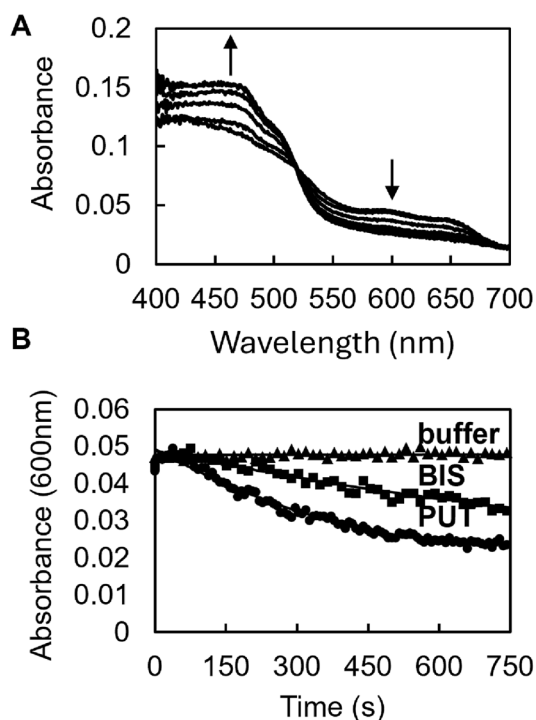 A
0.2
0.15
0.1
0.05
0
Absorbance
400 450 500 550 600 650 700
Wavelength (nm)
B
0.06
0.05
0.04
0.03
0.02
0.01
0
Absorbance (600nm)
buffer
BIS
PUT
0 150 300 450 600 750
Time (s)